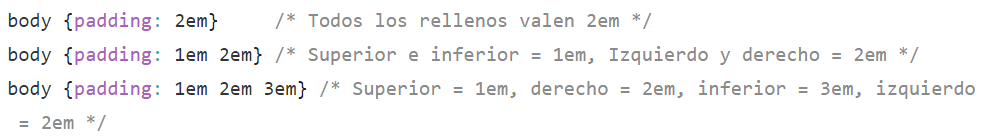 body {padding: 2em}     /* Todos los rellenos valen 2em */
body {padding: 1em 2em} /* Superior e inferior = 1em, Izquierdo y derecho = 2em */
body {padding: 1em 2em 3em} /* Superior = 1em, derecho = 2em, inferior = 3em, izquierdo
 = 2em */